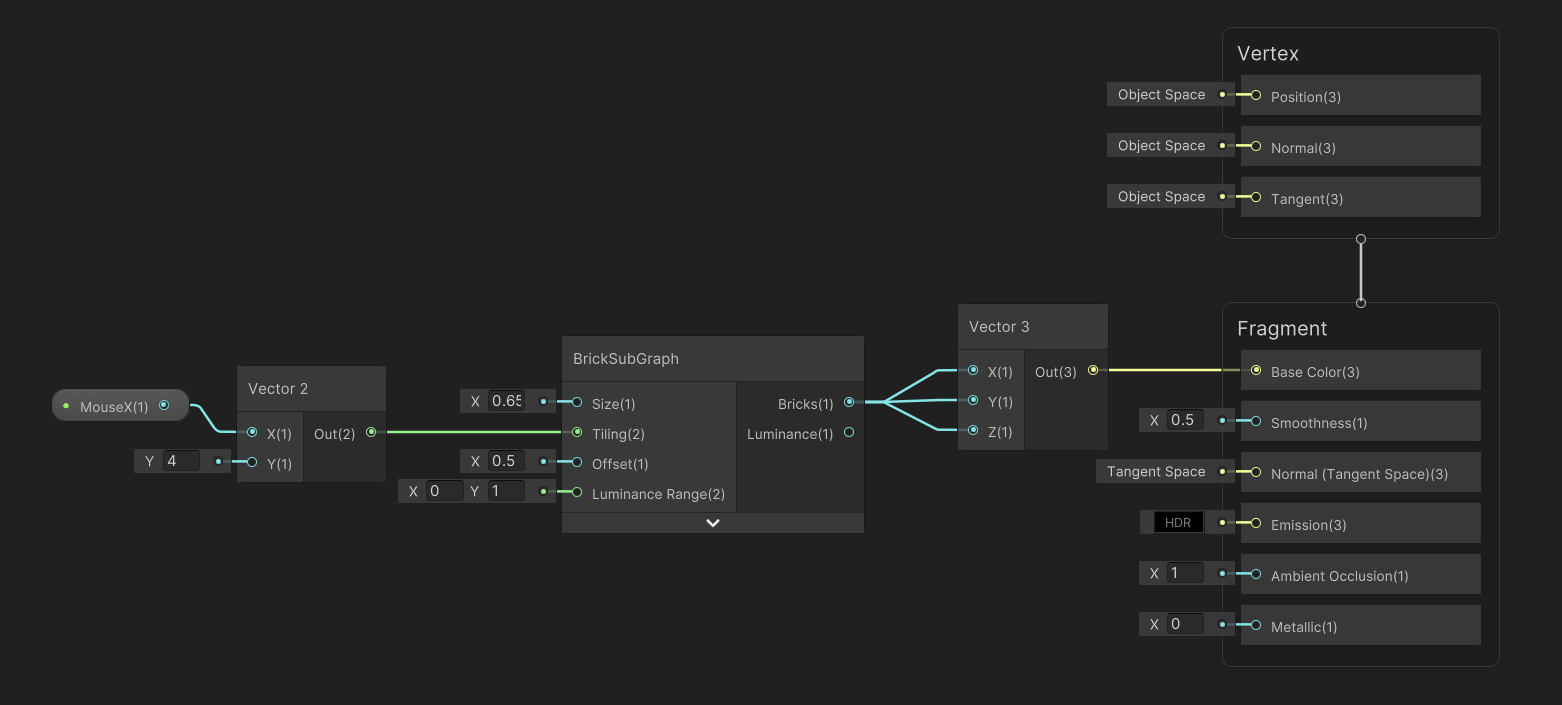 Vertex
Object Space
Position(3)
Object Space
Normal(3)
Object Space
Tangent(3)
MouseX(1)
Vector 2
X(1)
Out(2)
Y 4
Y(1)
BrickSubGraph
X 0.65
Size(1)
Bricks(1)
Tiling(2)
Luminance(1)
X 0.5
Offset(1)
X 0 Y 1
Luminance Range(2)
Vector 3
X(1)
Out(3)
Y(1)
Z(1)
Fragment
Base Color(3)
X 0.5
Smoothness(1)
Tangent Space
Normal (Tangent Space)(3)
HDR
Emission(3)
X 1
Ambient Occlusion(1)
X 0
Metallic(1)